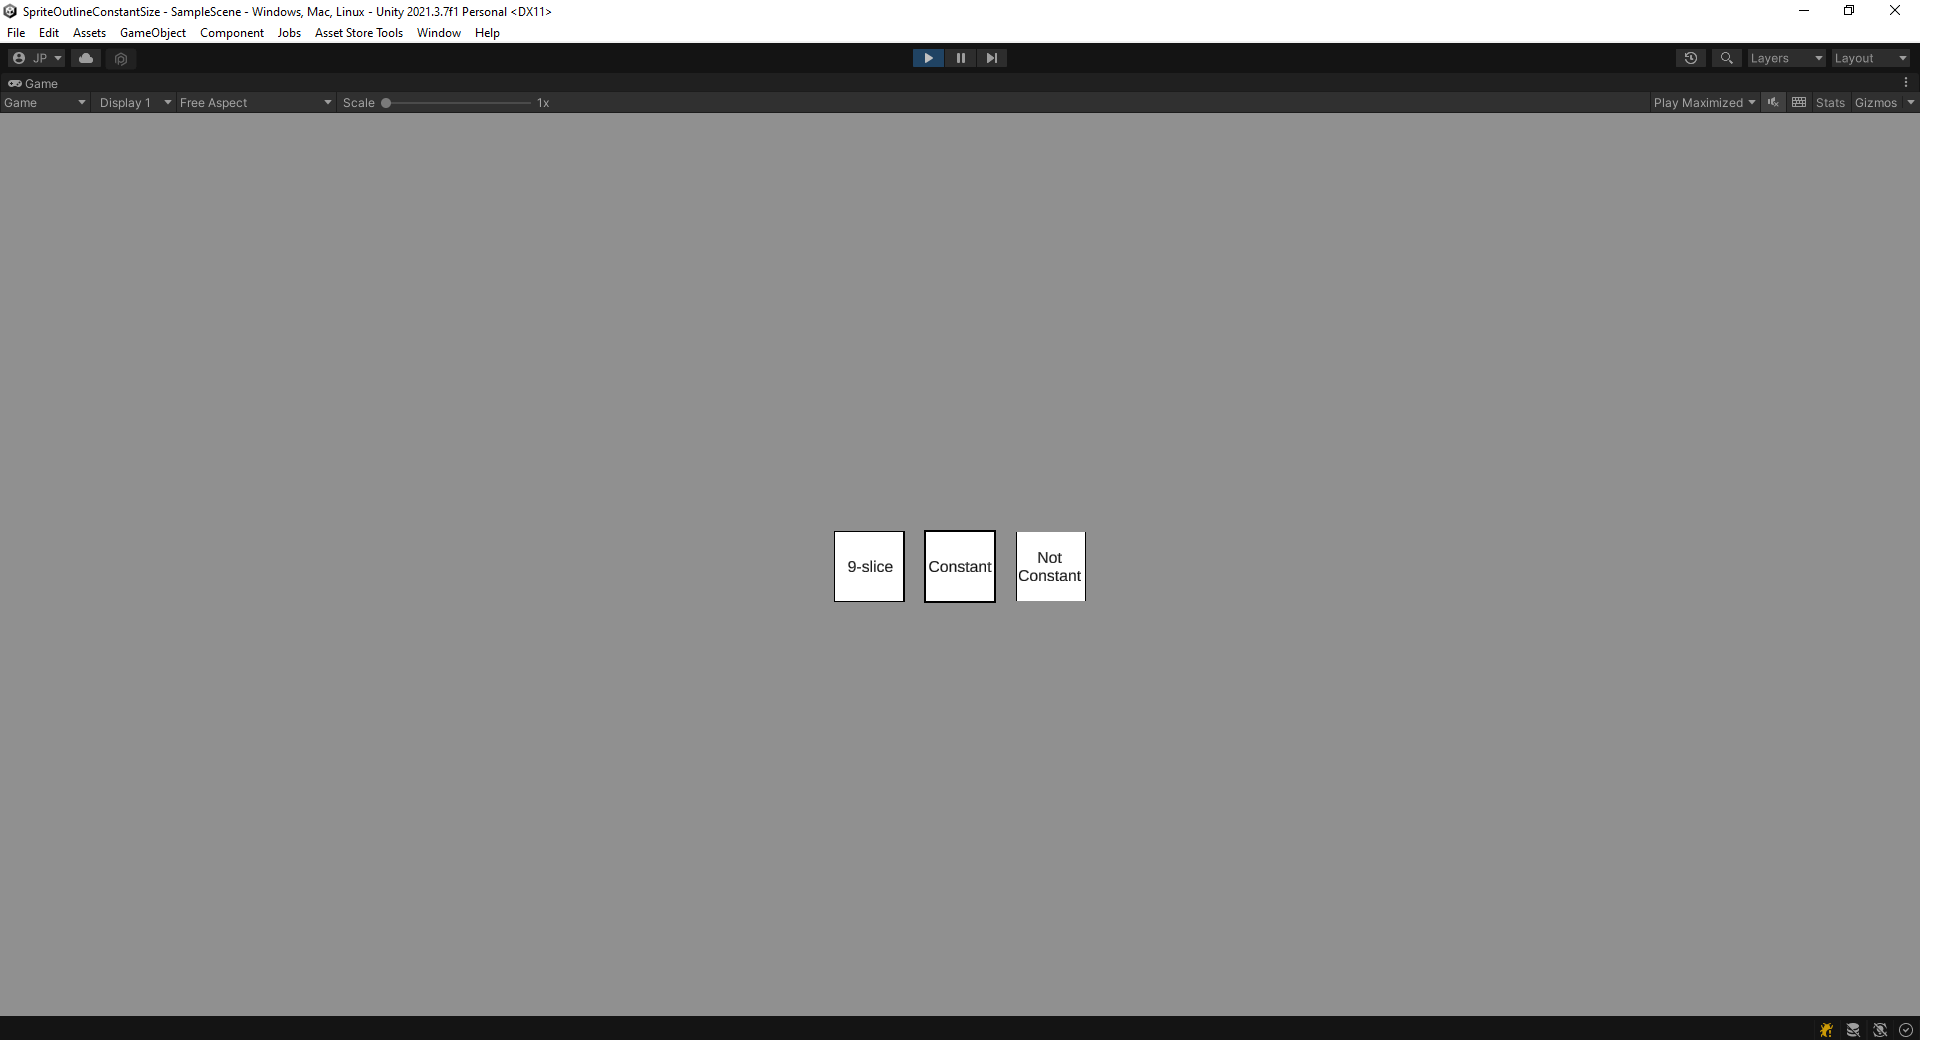 SpriteOutlineConstantSize - SampleScene - Windows, Mac, Linux - Unity 2021.3.7f1 Personal <DX11>
File Edit Assets GameObject Component Jobs Asset Store Tools Window Help
JP Layers Layout
Game
Game Display 1 Free Aspect Scale 1x Play Maximized Stats Gizmos
9-slice
Constant
Not
Constant